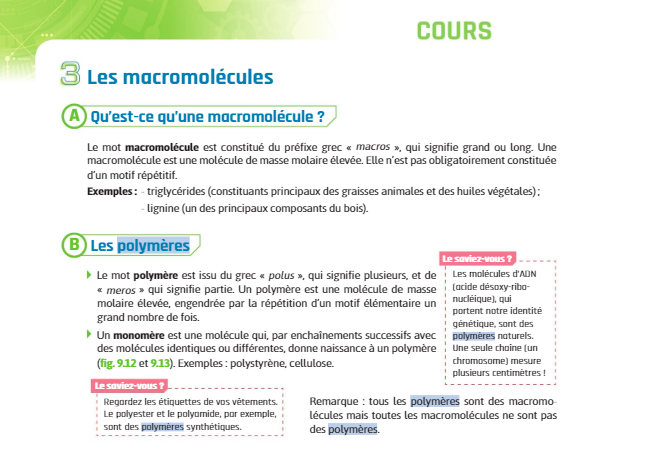 COURS
3 Les macromolécules
A Qu'est-ce qu'une macromolécule ?
Le mot macromolécule est constitué du préfixe grec « macros », qui signifie grand ou long. Une
macromolécule est une molécule de masse molaire élevée. Elle n'est pas obligatoirement constituée
d'un motif répétitif.
Exemples : - triglycérides (constituants principaux des graisses animales et des huiles végétales) ;
- lignine (un des principaux composants du bois).
B Les polymères
Le mot polymère est issu du grec « polus », qui signifie plusieurs, et de
« meros » qui signifie partie. Un polymère est une molécule de masse
molaire élevée, engendrée par la répétition d'un motif élémentaire un
grand nombre de fois.
Un monomère est une molécule qui, par enchaînements successifs avec
des molécules identiques ou différentes, donne naissance à un polymère
(fig. 9.12 et 9.13). Exemples : polystyrène, cellulose.
Le saviez-vous ?
Les molécules d'ADN
(acide désoxy-ribo-
nucléique), qui
portent notre identité
génétique, sont des
polymères naturels.
Une seule chaîne (un
chromosome) mesure
plusieurs centimètres !
Le saviez-vous ?
Regardez les étiquettes de vos vêtements.
Le polyester et le polyamide, par exemple,
sont des polymères synthétiques.
Remarque : tous les polymères sont des macromo-
lécules mais toutes les macromolécules ne sont pas
des polymères.